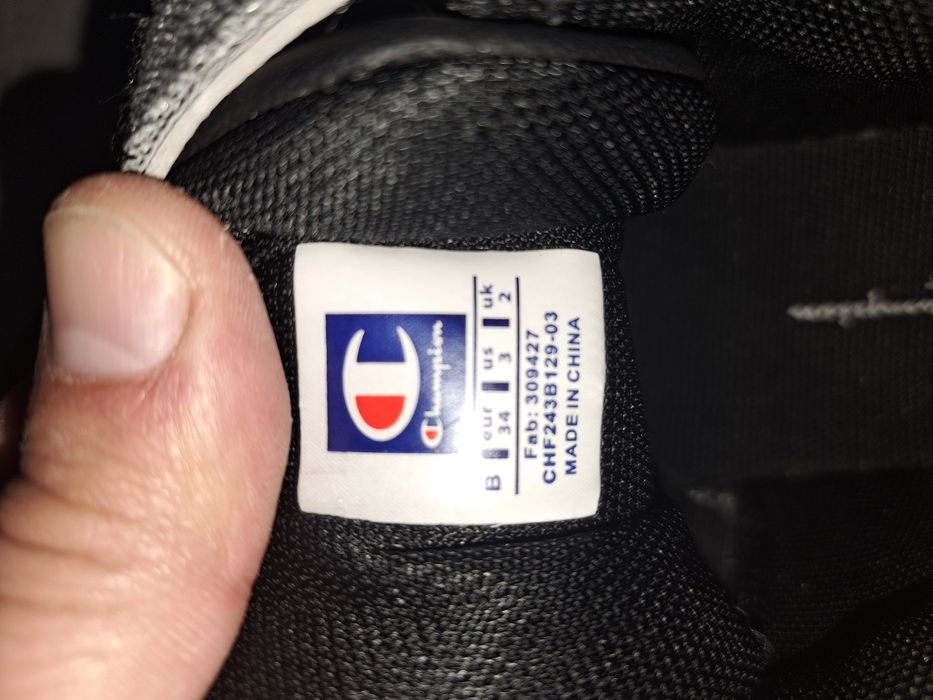 Champion
B eur us uk
34 3 2
Fab: 309427
CHF243B129-03
MADE IN CHINA